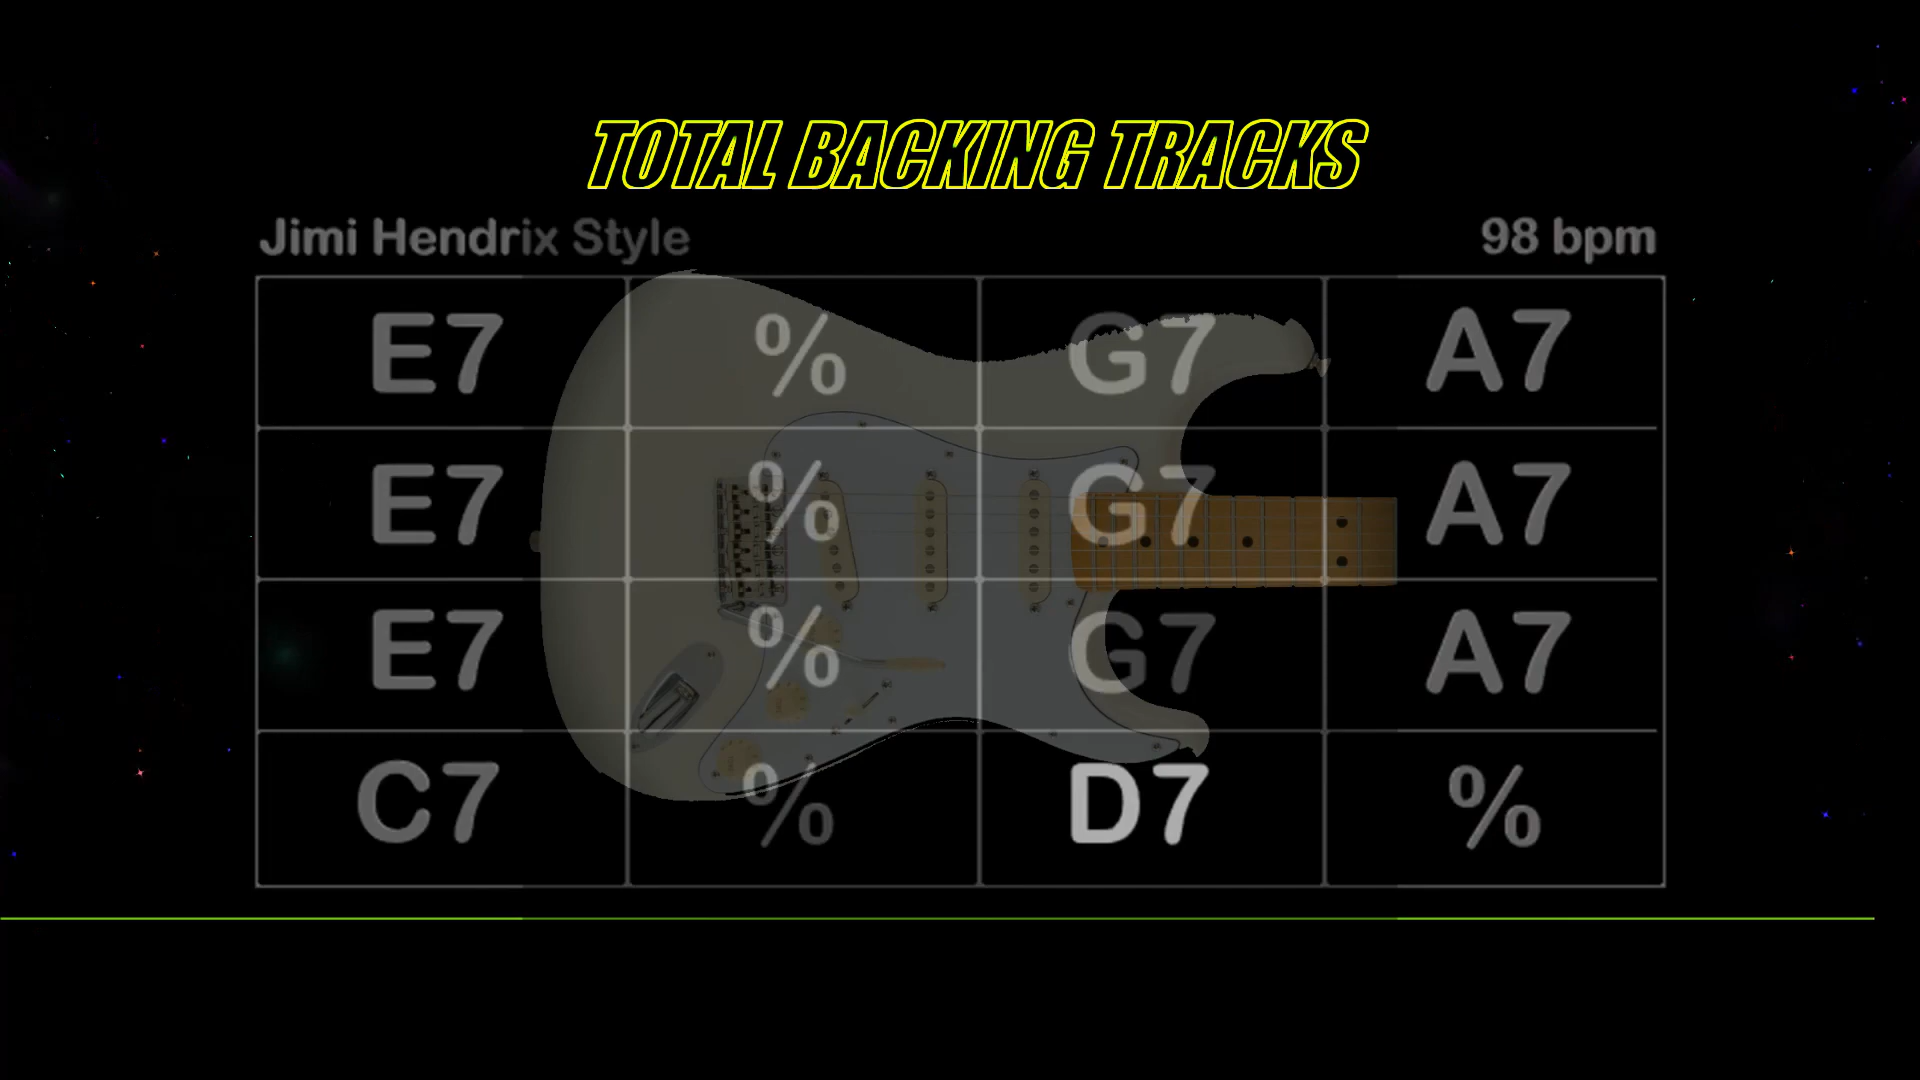 TOTAL BACKING TRACKS
Jimi Hendrix Style 98 bpm
E7 % G7 A7
E7 % G7 A7
E7 % G7 A7
C7 % D7 %